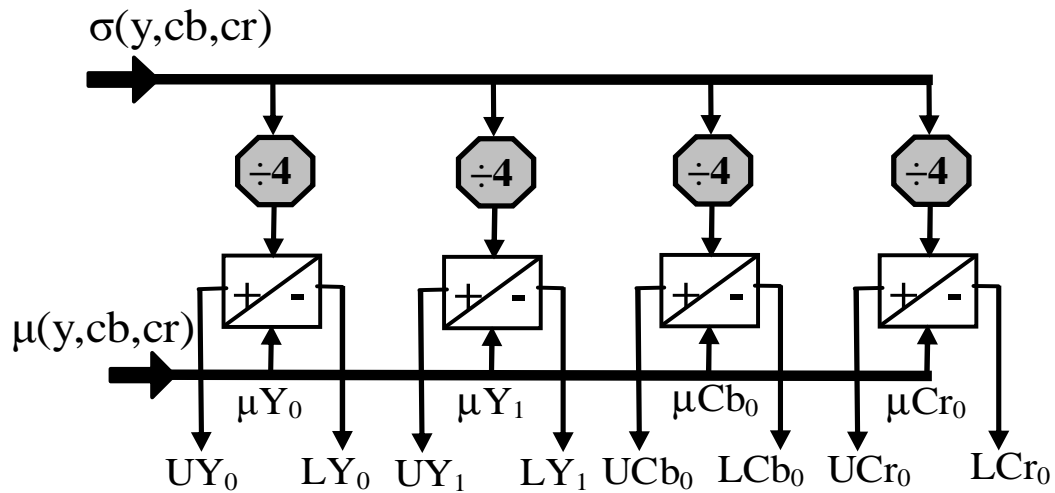 σ(y,cb,cr)
÷4 ÷4 ÷4 ÷4
+ - + - + - + -
μ(y,cb,cr)
μY₀ μY₁ μCb₀ μCr₀
UY₀ LY₀ UY₁ LY₁ UCb₀ LCb₀ UCr₀ LCr₀